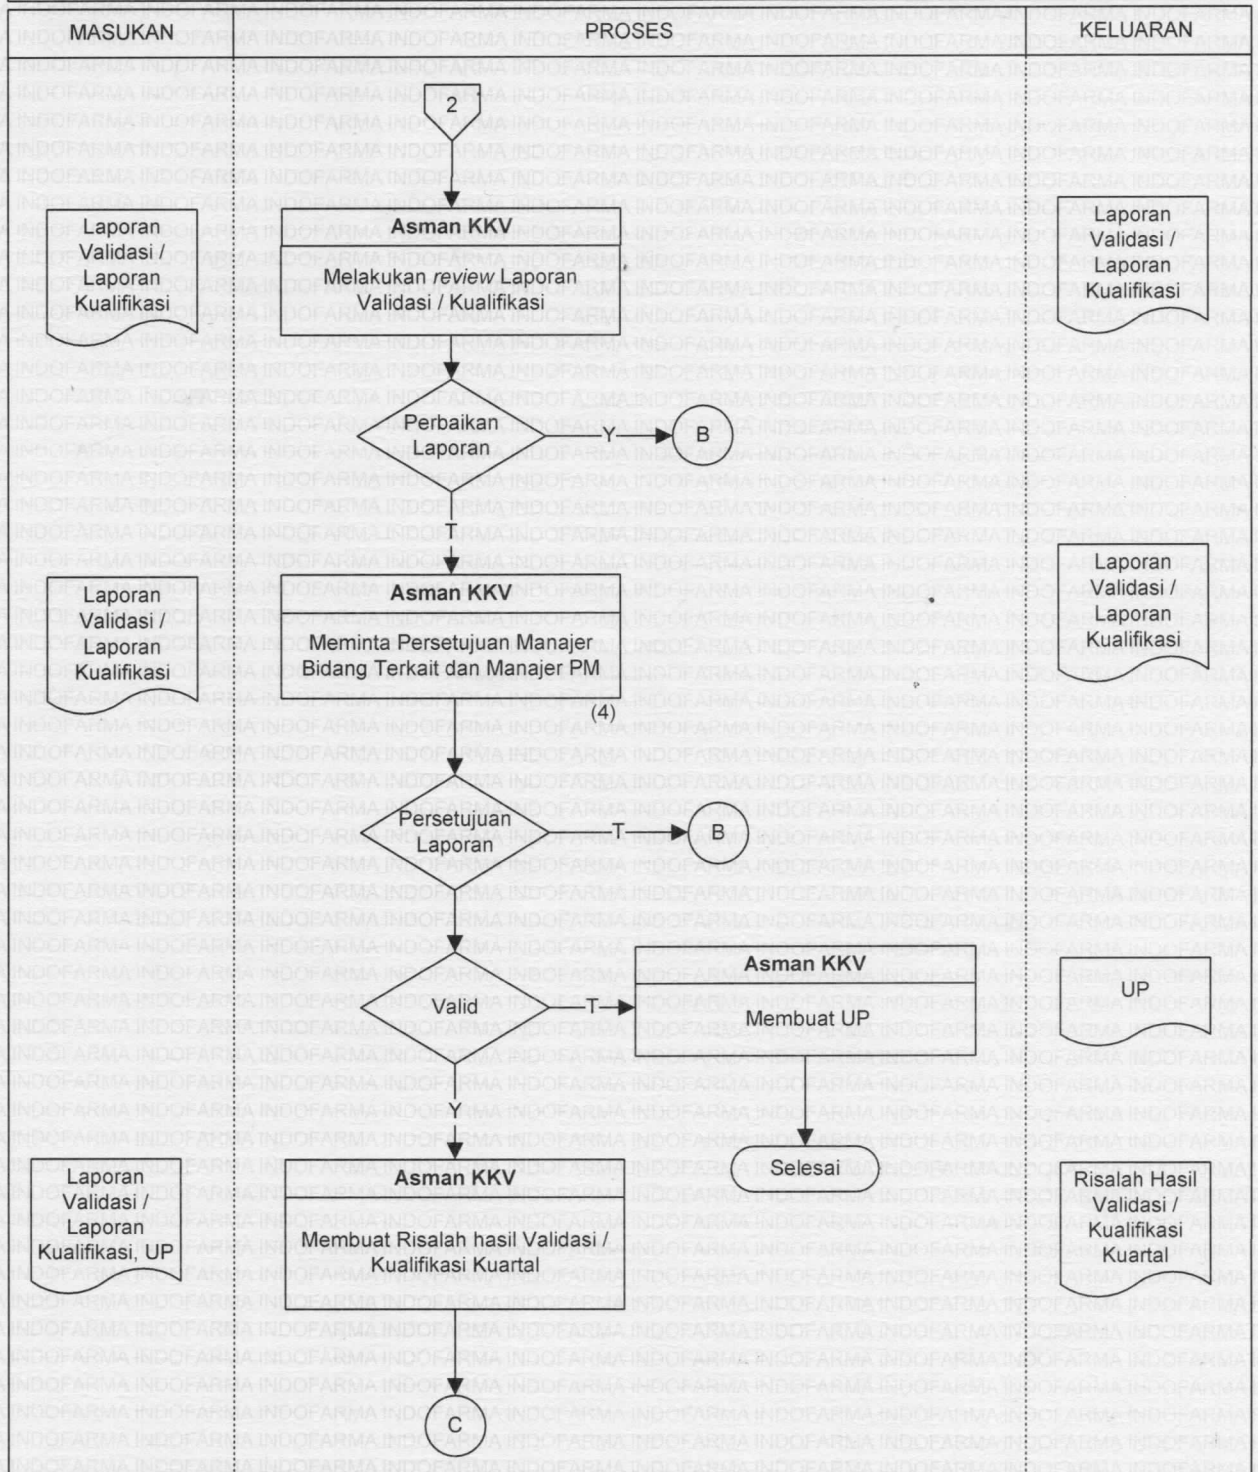 MASUKAN
PROSES
KELUARAN
2
Laporan
Validasi /
Laporan
Kualifikasi
Asman KKV
Melakukan review Laporan
Validasi / Kualifikasi
Laporan
Validasi /
Laporan
Kualifikasi
Perbaikan
Laporan
Y
B
T
Laporan
Validasi /
Laporan
Kualifikasi
Asman KKV
Meminta Persetujuan Manajer
Bidang Terkait dan Manajer PM
(4)
Laporan
Validasi /
Laporan
Kualifikasi
Persetujuan
Laporan
T
B
Valid
T
Asman KKV
Membuat UP
UP
Y
Selesai
Laporan
Validasi /
Laporan
Kualifikasi, UP
Asman KKV
Membuat Risalah hasil Validasi /
Kualifikasi Kuartal
Risalah Hasil
Validasi /
Kualifikasi
Kuartal
C